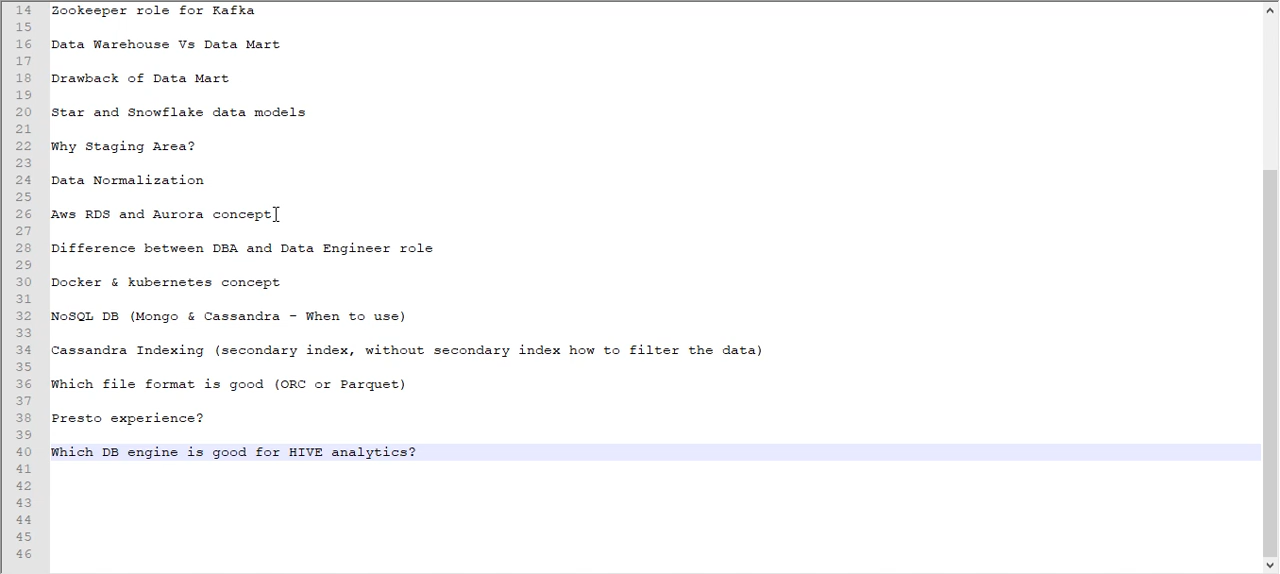 14 Zookeeper role for Kafka
15
16 Data Warehouse Vs Data Mart
17
18 Drawback of Data Mart
19
20 Star and Snowflake data models
21
22 Why Staging Area?
23
24 Data Normalization
25
26 Aws RDS and Aurora concept
27
28 Difference between DBA and Data Engineer role
29
30 Docker & kubernetes concept
31
32 NoSQL DB (Mongo & Cassandra - When to use)
33
34 Cassandra Indexing (secondary index, without secondary index how to filter the data)
35
36 Which file format is good (ORC or Parquet)
37
38 Presto experience?
39
40 Which DB engine is good for HIVE analytics?
41
42
43
44
45
46